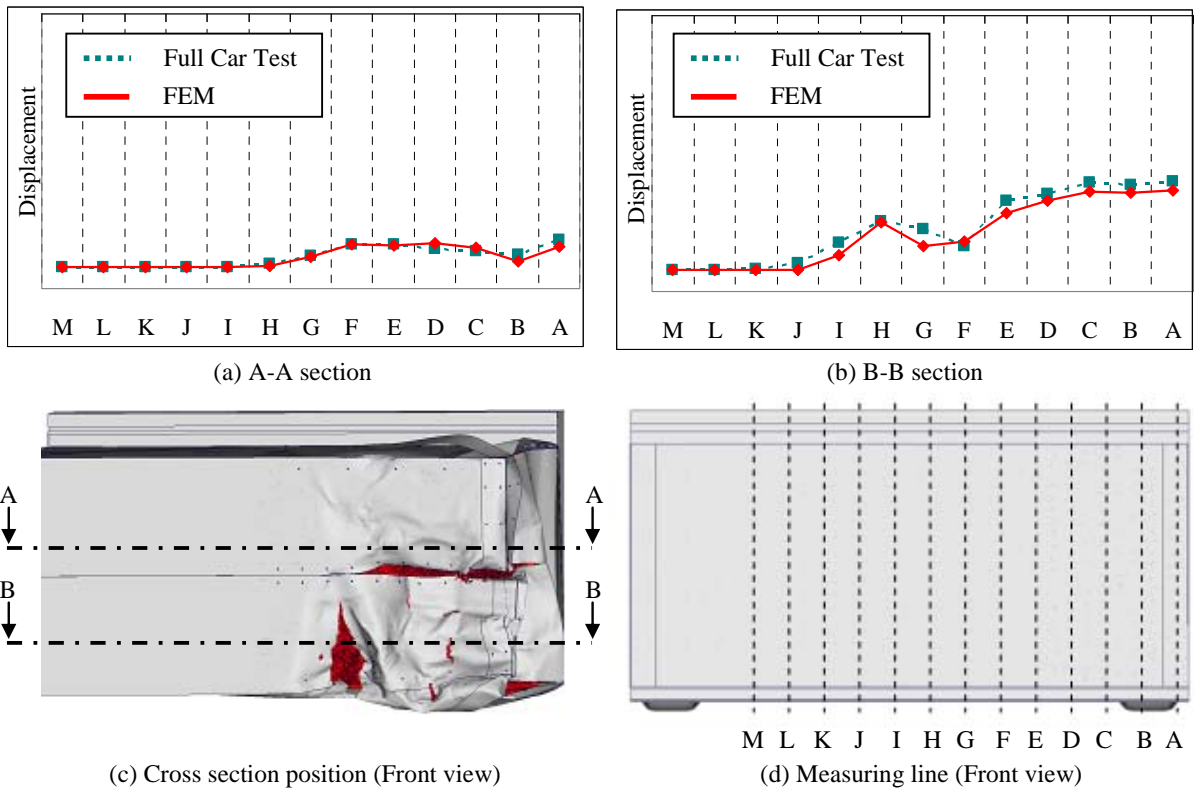 Displacement
Full Car Test
FEM
M L K J I H G F E D C B A
(a) A-A section
Displacement
Full Car Test
FEM
M L K J I H G F E D C B A
(b) B-B section
A A
B B
(c) Cross section position (Front view)
M L K J I H G F E D C B A
(d) Measuring line (Front view)